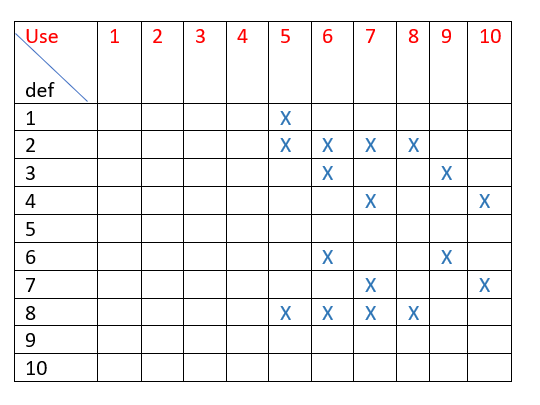 Use 1 2 3 4 5 6 7 8 9 10
def
1 X
2 X X X X
3 X X
4 X X
5
6 X X
7 X X
8 X X X X
9
10